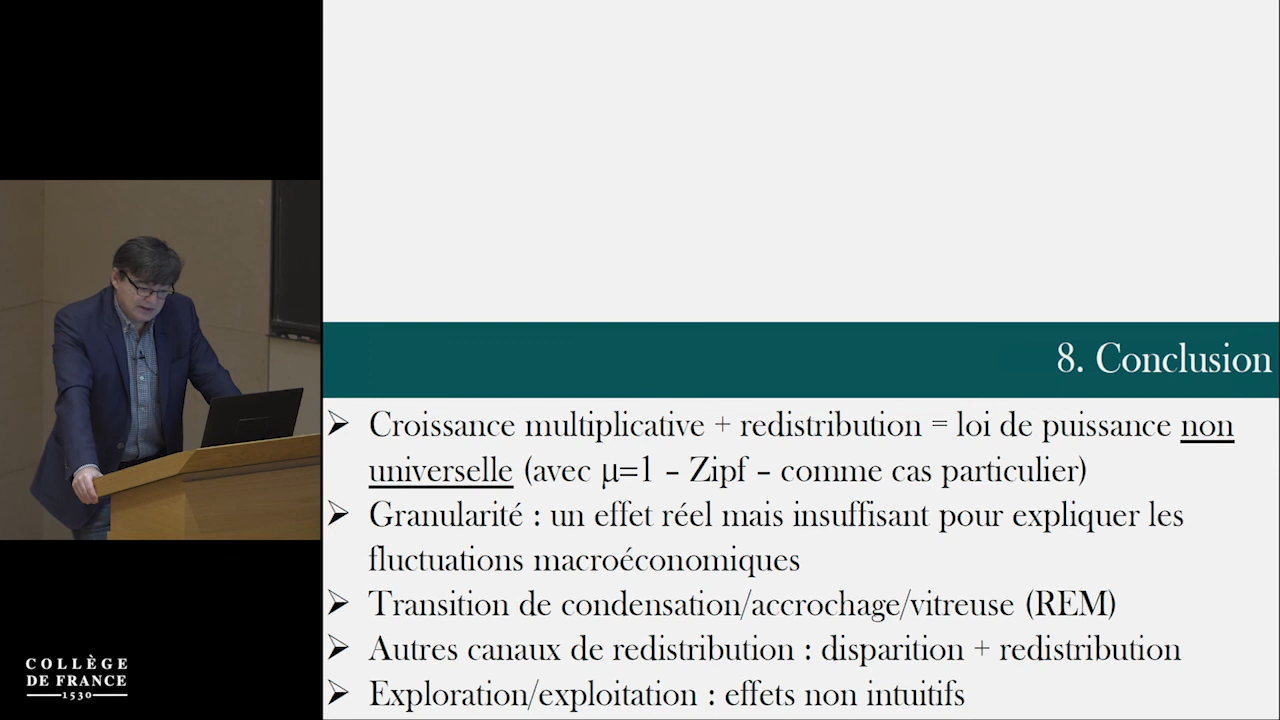 8. Conclusion
➢ Croissance multiplicative + redistribution = loi de puissance non
universelle (avec μ=1 – Zipf – comme cas particulier)
➢ Granularité : un effet réel mais insuffisant pour expliquer les
fluctuations macroéconomiques
➢ Transition de condensation/accrochage/vitreuse (REM)
➢ Autres canaux de redistribution : disparition + redistribution
➢ Exploration/exploitation : effets non intuitifs
COLLÈGE
DE FRANCE
1530